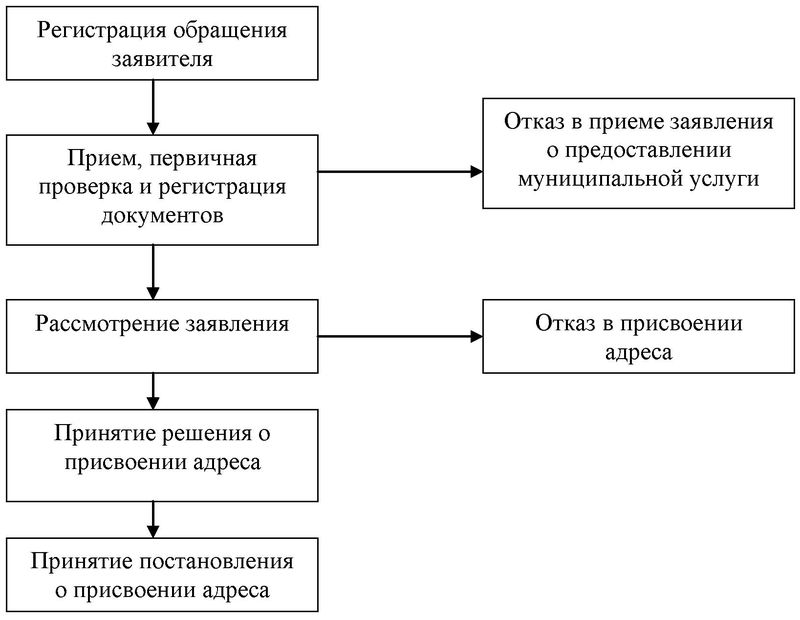 Регистрация обращения
заявителя
Прием, первичная
проверка и регистрация
документов
Отказ в приеме заявления
о предоставлении
муниципальной услуги
Рассмотрение заявления
Отказ в присвоении
адреса
Принятие решения о
присвоении адреса
Принятие постановления
о присвоении адреса